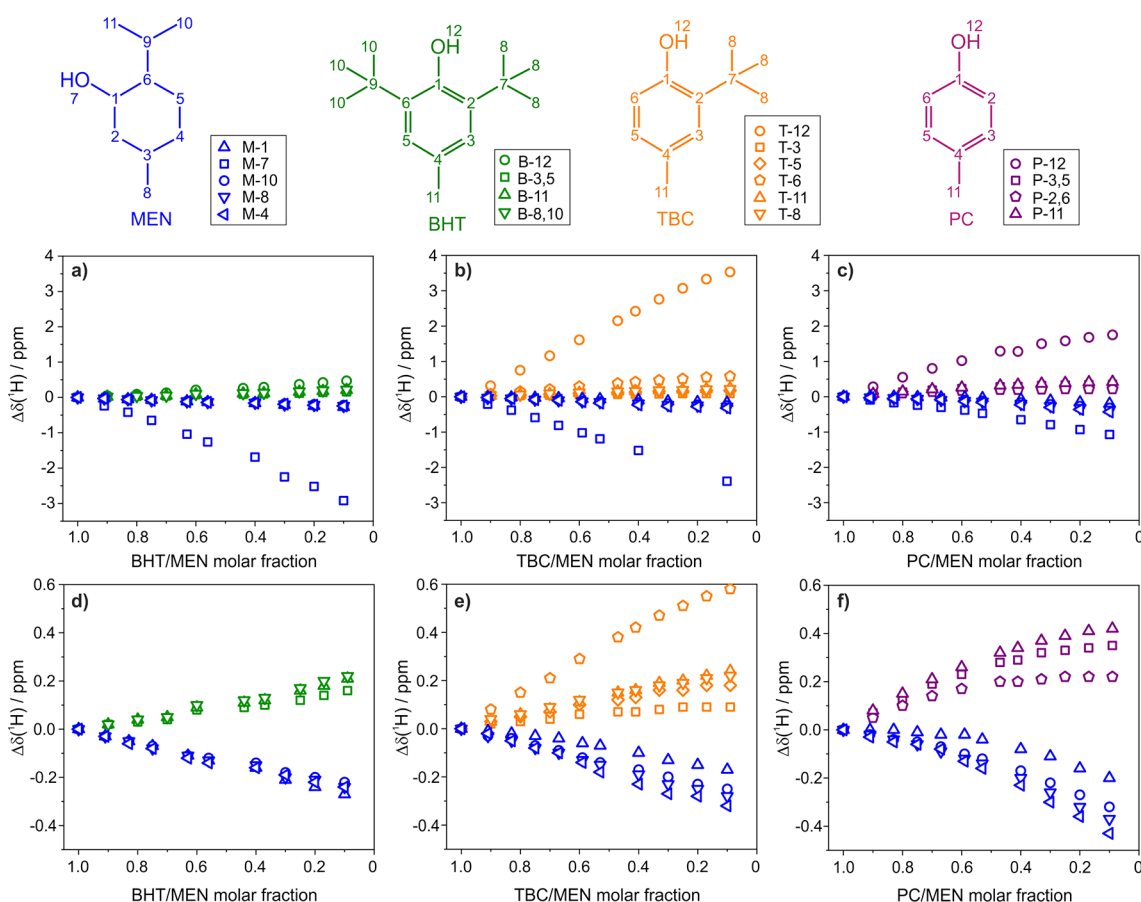 11 10
9
HO
7
6
1
5
2
4
3
8
MEN
M-1
M-7
M-10
M-8
M-4
12
OH
10
10
9
10
8
8
7
8
1
6
2
5
3
4
11
BHT
B-12
B-3,5
B-11
B-8,10
12
OH
8
8
7
8
1
6
2
5
3
4
11
TBC
T-12
T-3
T-5
T-6
T-11
T-8
12
OH
1
6
2
5
3
4
11
PC
P-12
P-3,5
P-2,6
P-11
a)
4
3
2
1
0
-1
-2
-3
Δδ(¹H) / ppm
1.0 0.8 0.6 0.4 0.2 0
BHT/MEN molar fraction
b)
4
3
2
1
0
-1
-2
-3
Δδ(¹H) / ppm
1.0 0.8 0.6 0.4 0.2 0
TBC/MEN molar fraction
c)
4
3
2
1
0
-1
-2
-3
Δδ(¹H) / ppm
1.0 0.8 0.6 0.4 0.2 0
PC/MEN molar fraction
d)
0.6
0.4
0.2
0.0
-0.2
-0.4
Δδ(¹H) / ppm
1.0 0.8 0.6 0.4 0.2 0
BHT/MEN molar fraction
e)
0.6
0.4
0.2
0.0
-0.2
-0.4
Δδ(¹H) / ppm
1.0 0.8 0.6 0.4 0.2 0
TBC/MEN molar fraction
f)
0.6
0.4
0.2
0.0
-0.2
-0.4
Δδ(¹H) / ppm
1.0 0.8 0.6 0.4 0.2 0
PC/MEN molar fraction